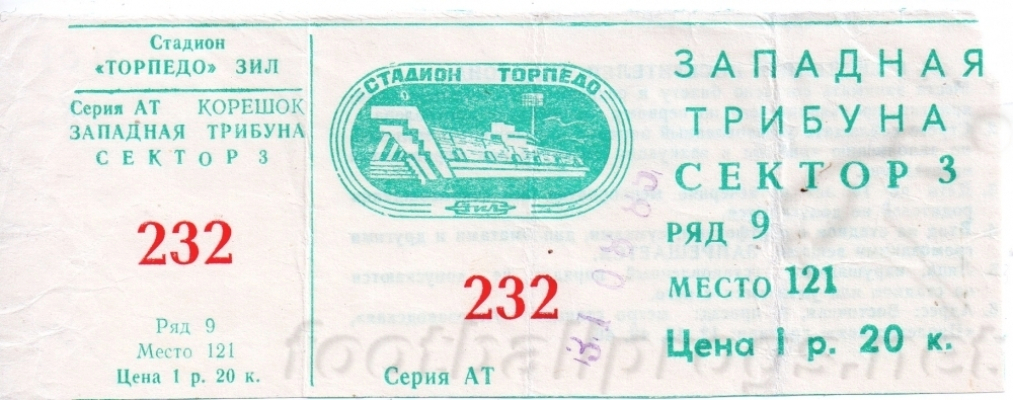 Стадион
«ТОРПЕДО» ЗИЛ
Серия АТ КОРЕШОК
ЗАПАДНАЯ ТРИБУНА
СЕКТОР 3
232
Ряд 9
Место 121
Цена 1 р. 20 к.
СТАДИОН ТОРПЕДО
ЗИЛ
232
Серия АТ
ЗАПАДНАЯ
ТРИБУНА
СЕКТОР 3
РЯД 9
МЕСТО 121
Цена 1 р. 20 к.